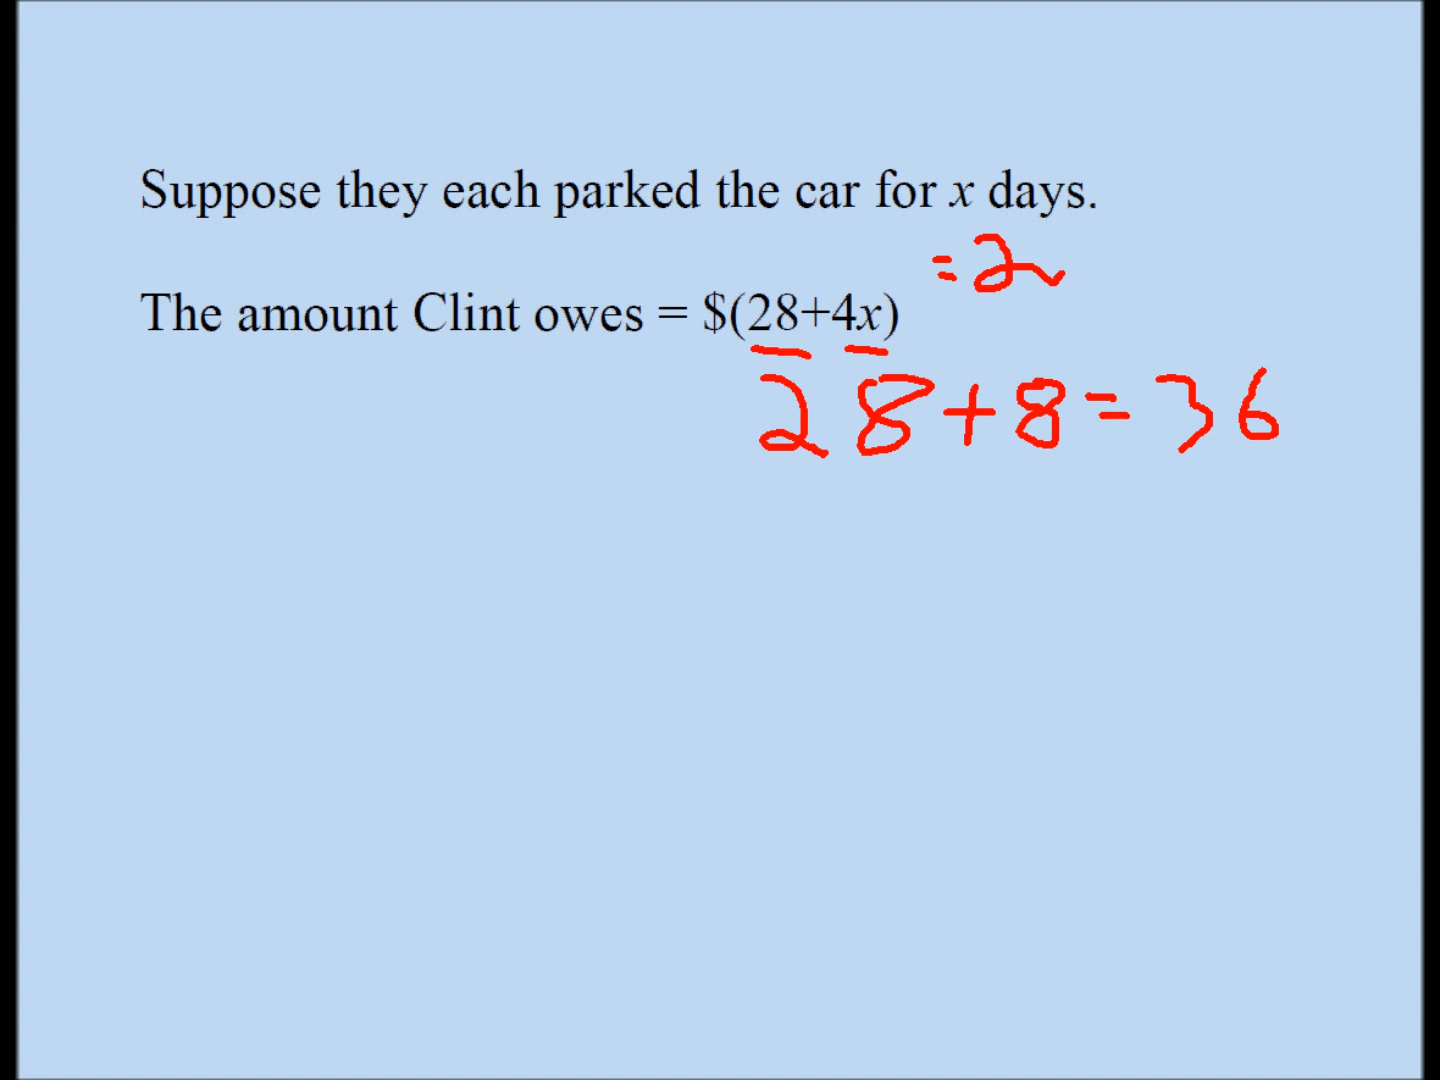 Suppose they each parked the car for x days.
= 2
The amount Clint owes = $(28+4x)
28+8=36